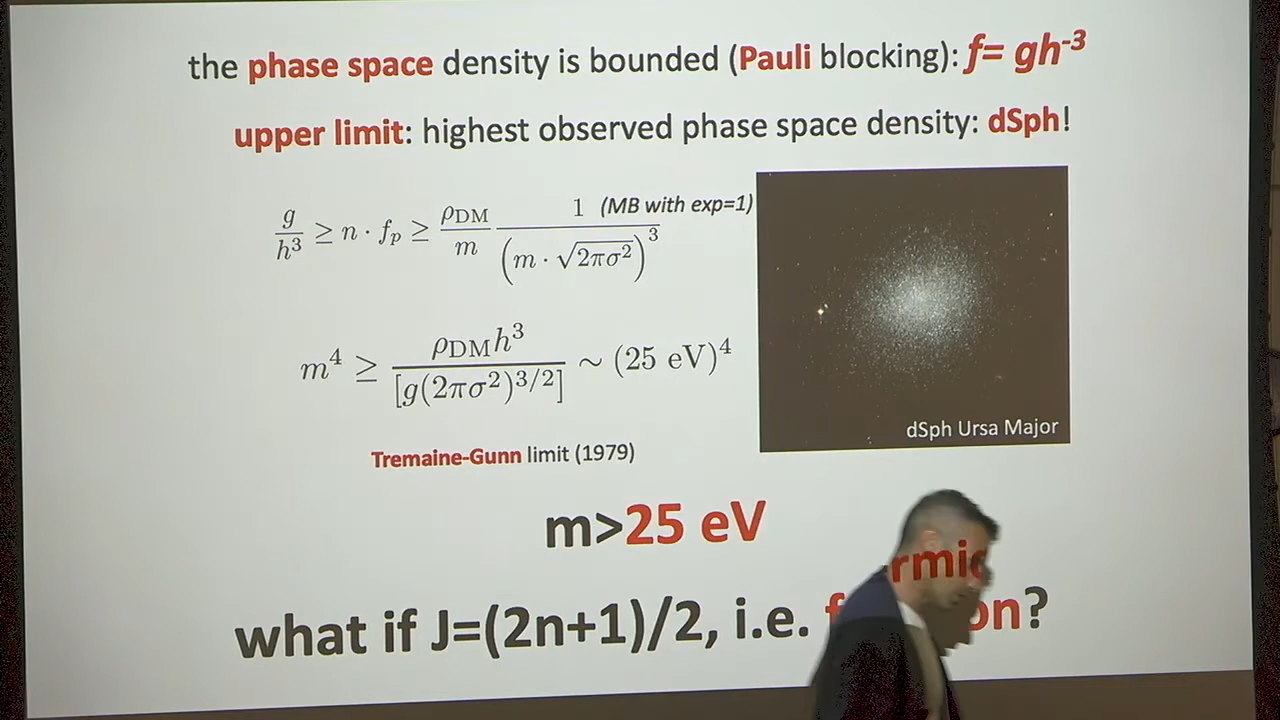 the phase space density is bounded (Pauli blocking): f= gh⁻³
upper limit: highest observed phase space density: dSph!
g/h³ ≥ n · f_p ≥ ρ_DM/m 1/(m · √(2πσ²))³ (MB with exp=1)
m⁴ ≥ ρ_DM h³/[g(2πσ²)^{3/2}] ~ (25 eV)⁴
dSph Ursa Major
Tremaine-Gunn limit (1979)
m>25 eV
what if J=(2n+1)/2, i.e.